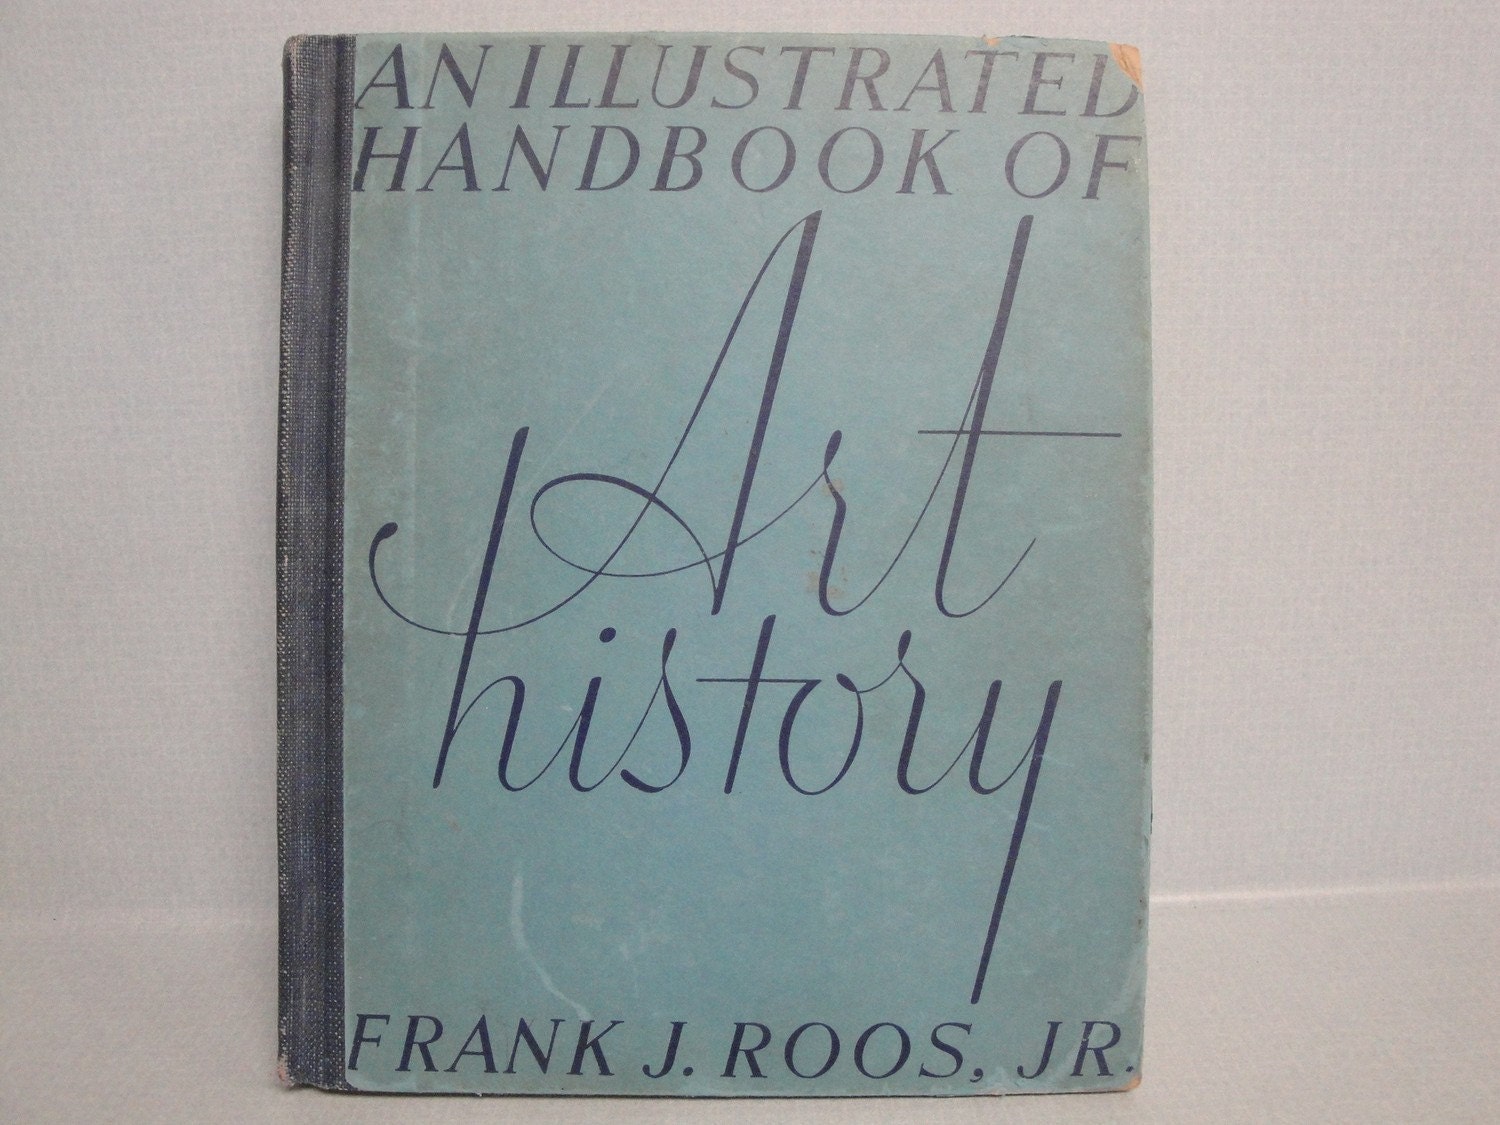 AN ILLUSTRATED
HANDBOOK OF
Art
history
FRANK J. ROOS, JR.